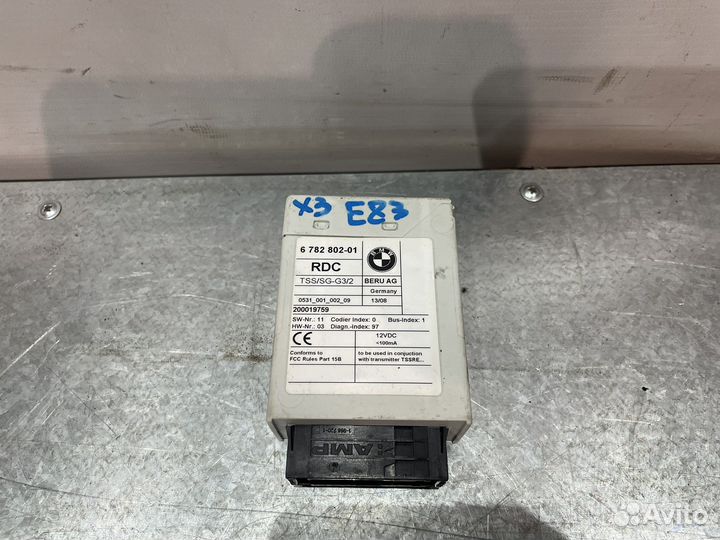 X3 E83
6 782 802-01
BMW
RDC
TSS/SG-G3/2 BERU AG
Germany
0531_001_002_09 13/08
200019759
SW-Nr.: 11 Codier Index: 0 Bus-Index: 1
HW-Nr.: 03 Diagn.-Index: 97
CE 12VDC
<100mA
Conforms to to be used in conjuction
FCC Rules Part 15B with transmitter TSSRE...
AMP
Avito